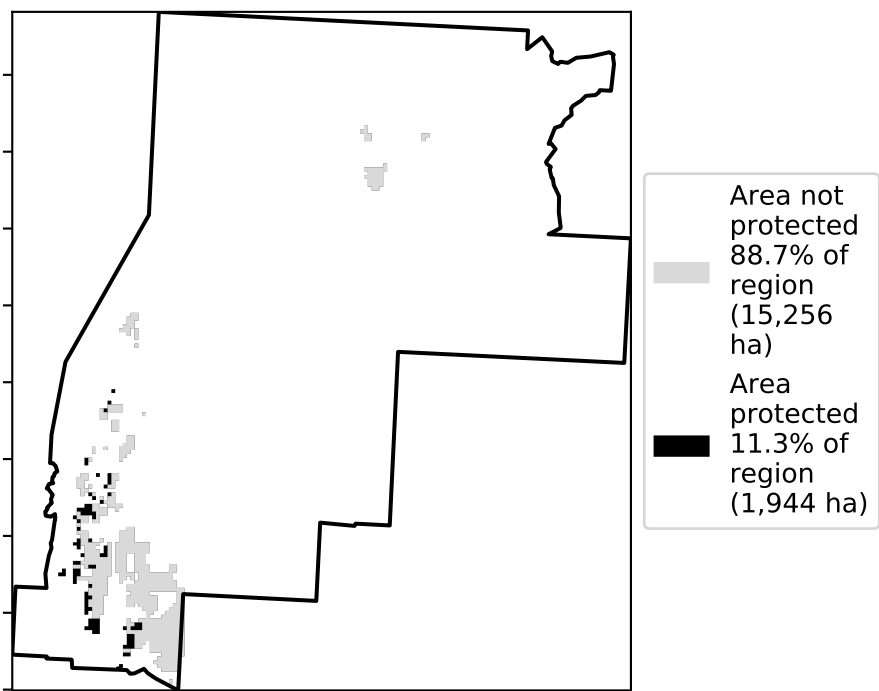 Area not
protected
88.7% of
region
(15,256
ha)
Area
protected
11.3% of
region
(1,944 ha)